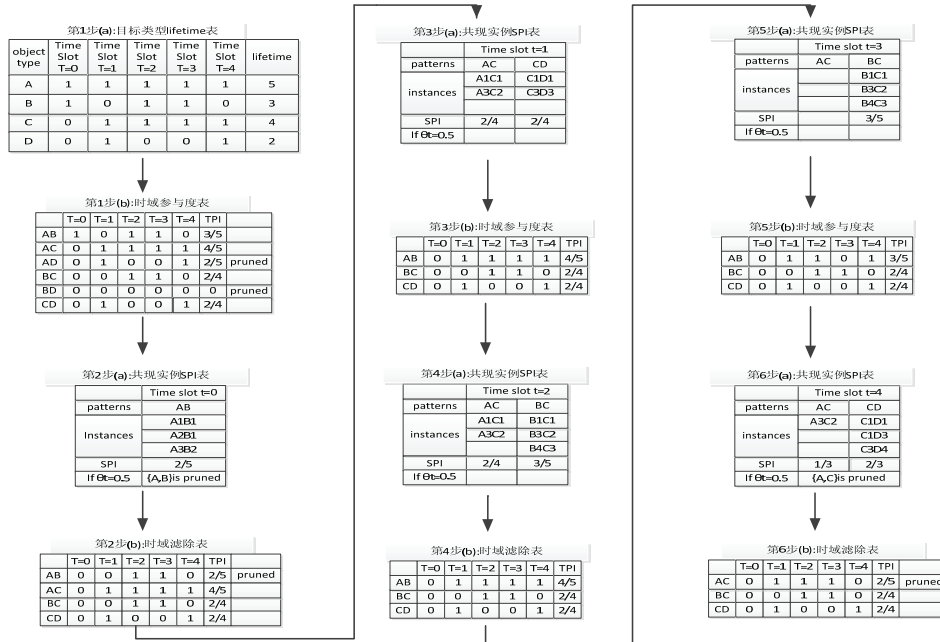 第1步(a):目标类型lifetime表
object type Time Slot T=0 Time Slot T=1 Time Slot T=2 Time Slot T=3 Time Slot T=4 lifetime
A 1 1 1 1 1 5
B 1 0 1 1 0 3
C 0 1 1 1 1 4
D 0 1 0 0 1 2
第1步(b):时域参与度表
T=0 T=1 T=2 T=3 T=4 TPI
AB 1 0 1 1 0 3/5
AC 0 1 1 1 1 4/5
AD 0 1 0 0 1 2/5 pruned
BC 0 0 1 1 0 2/4
BD 0 0 0 0 0 0 pruned
CD 0 1 0 0 1 2/4
第2步(a):共现实例SPI表
Time slot t=0
patterns AB
Instances A1B1
A2B1
A3B2
SPI 2/5
If Θt=0.5 {A,B}is pruned
第2步(b):时域滤除表
T=0 T=1 T=2 T=3 T=4 TPI
AB 0 0 1 1 0 2/5 pruned
AC 0 1 1 1 1 4/5
BC 0 0 1 1 0 2/4
CD 0 1 0 0 1 2/4
第3步(a):共现实例SPI表
Time slot t=1
patterns AC CD
instances A1C1 C1D1
A3C2 C3D3
SPI 2/4 2/4
If Θt=0.5
第3步(b):时域参与度表
T=0 T=1 T=2 T=3 T=4 TPI
AB 0 1 1 1 1 4/5
BC 0 0 1 1 0 2/4
CD 0 1 0 0 1 2/4
第4步(a):共现实例SPI表
Time slot t=2
patterns AC BC
instances A1C1 B1C1
A3C2 B3C2
B4C3
SPI 2/4 3/5
If Θt=0.5
第4步(b):时域滤除表
T=0 T=1 T=2 T=3 T=4 TPI
AB 0 1 1 1 1 4/5
BC 0 0 1 1 0 2/4
CD 0 1 0 0 1 2/4
第5步(a):共现实例SPI表
Time slot t=3
patterns AC BC
instances B1C1
B3C2
B4C3
SPI 3/5
If Θt=0.5
第5步(b):时域参与度表
T=0 T=1 T=2 T=3 T=4 TPI
AB 0 1 1 0 1 3/5
BC 0 0 1 1 0 2/4
CD 0 1 0 0 1 2/4
第6步(a):共现实例SPI表
Time slot t=4
patterns AC CD
instances A3C2 C1D1
C1D3
C3D4
SPI 1/3 2/3
If Θt=0.5 {A,C}is pruned
第6步(b):时域滤除表
T=0 T=1 T=2 T=3 T=4 TPI
AC 0 1 1 1 0 2/5 pruned
BC 0 0 1 1 0 2/4
CD 0 1 0 0 1 2/4